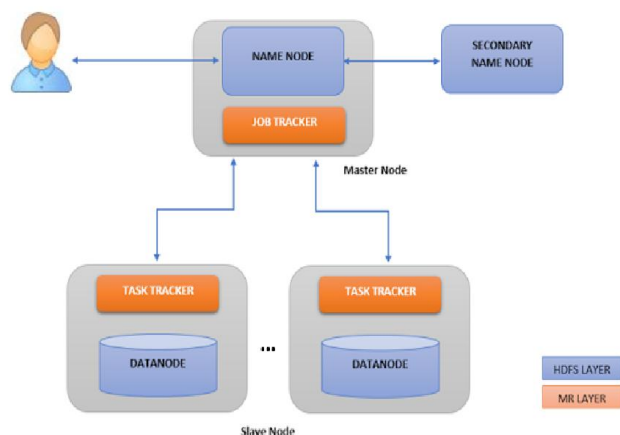 NAME NODE
SECONDARY
NAME NODE
JOB TRACKER
Master Node
TASK TRACKER
TASK TRACKER
DATANODE
...
DATANODE
HDFS LAYER
MR LAYER
Slave Node